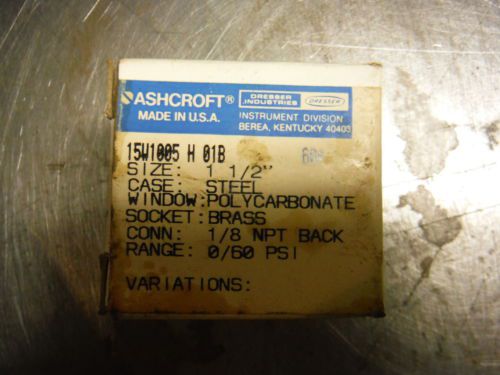 ASHCROFT®
MADE IN U.S.A.
DRESSER INDUSTRIES
DRESSER
INSTRUMENT DIVISION
BEREA, KENTUCKY 40403
15W1005 H 01B
SIZE: 1 1/2"
CASE: STEEL
WINDOW:POLYCARBONATE
SOCKET:BRASS
CONN: 1/8 NPT BACK
RANGE: 0/60 PSI
VARIATIONS: